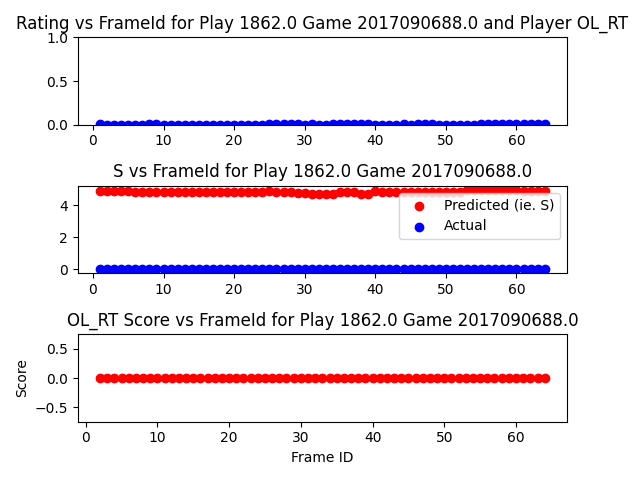 Rating vs FrameId for Play 1862.0 Game 2017090688.0 and Player OL_RT
1.0
0.5
0.0
0 10 20 30 40 50 60
S vs FrameId for Play 1862.0 Game 2017090688.0
4
2
0
Predicted (ie. S)
Actual
0 10 20 30 40 50 60
OL_RT Score vs FrameId for Play 1862.0 Game 2017090688.0
Score
0.5
0.0
−0.5
0 10 20 30 40 50 60
Frame ID